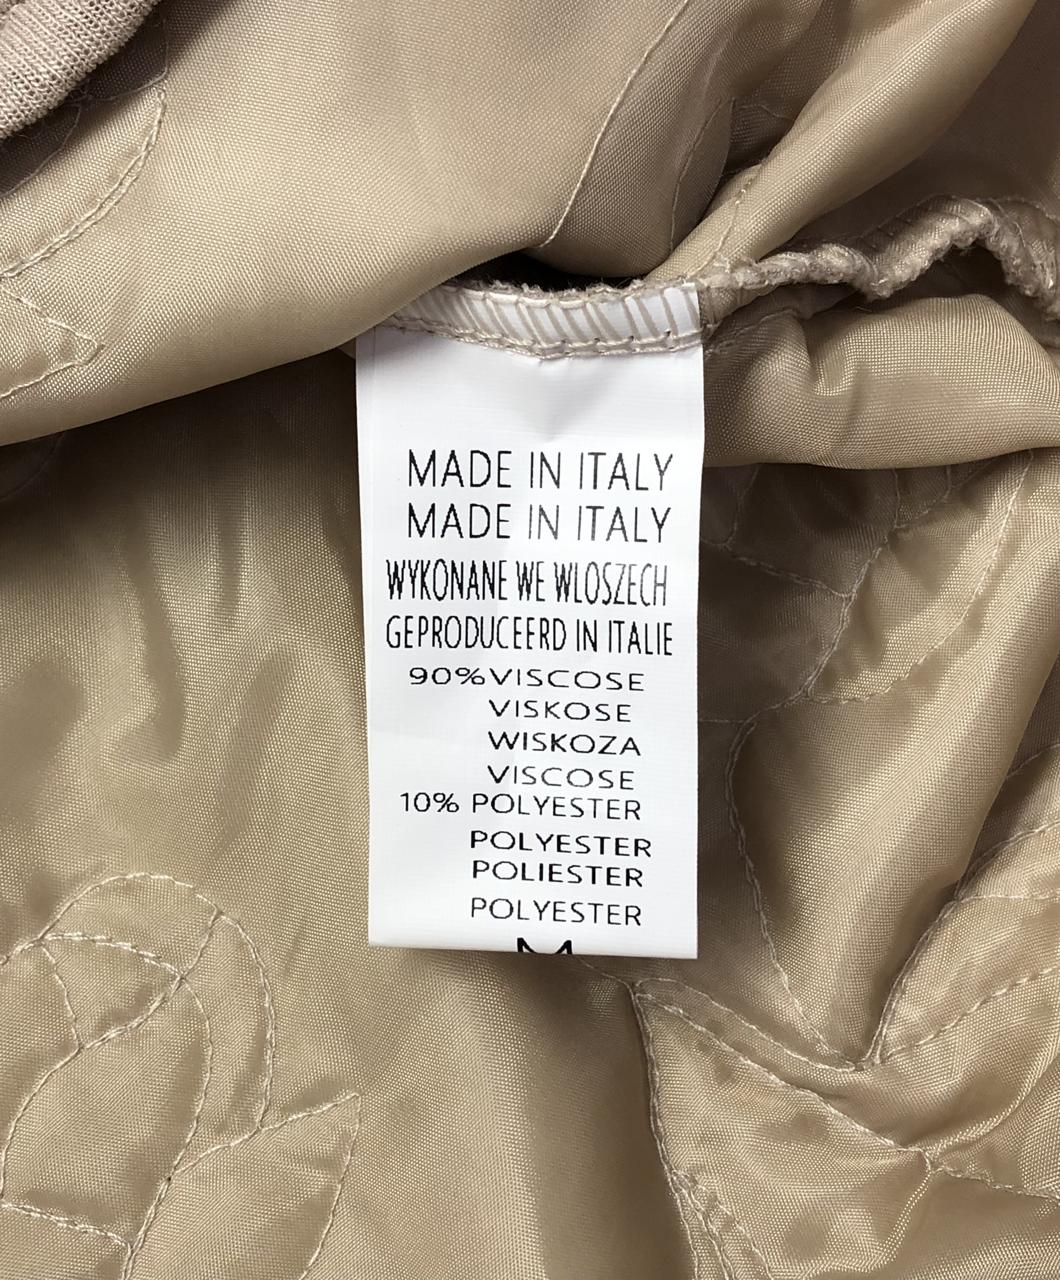 MADE IN ITALY
MADE IN ITALY
WYKONANE WE WLOSZECH
GEPRODUCEERD IN ITALIE
90%VISCOSE
VISKOSE
WISKOZA
VISCOSE
10% POLYESTER
POLYESTER
POLIESTER
POLYESTER